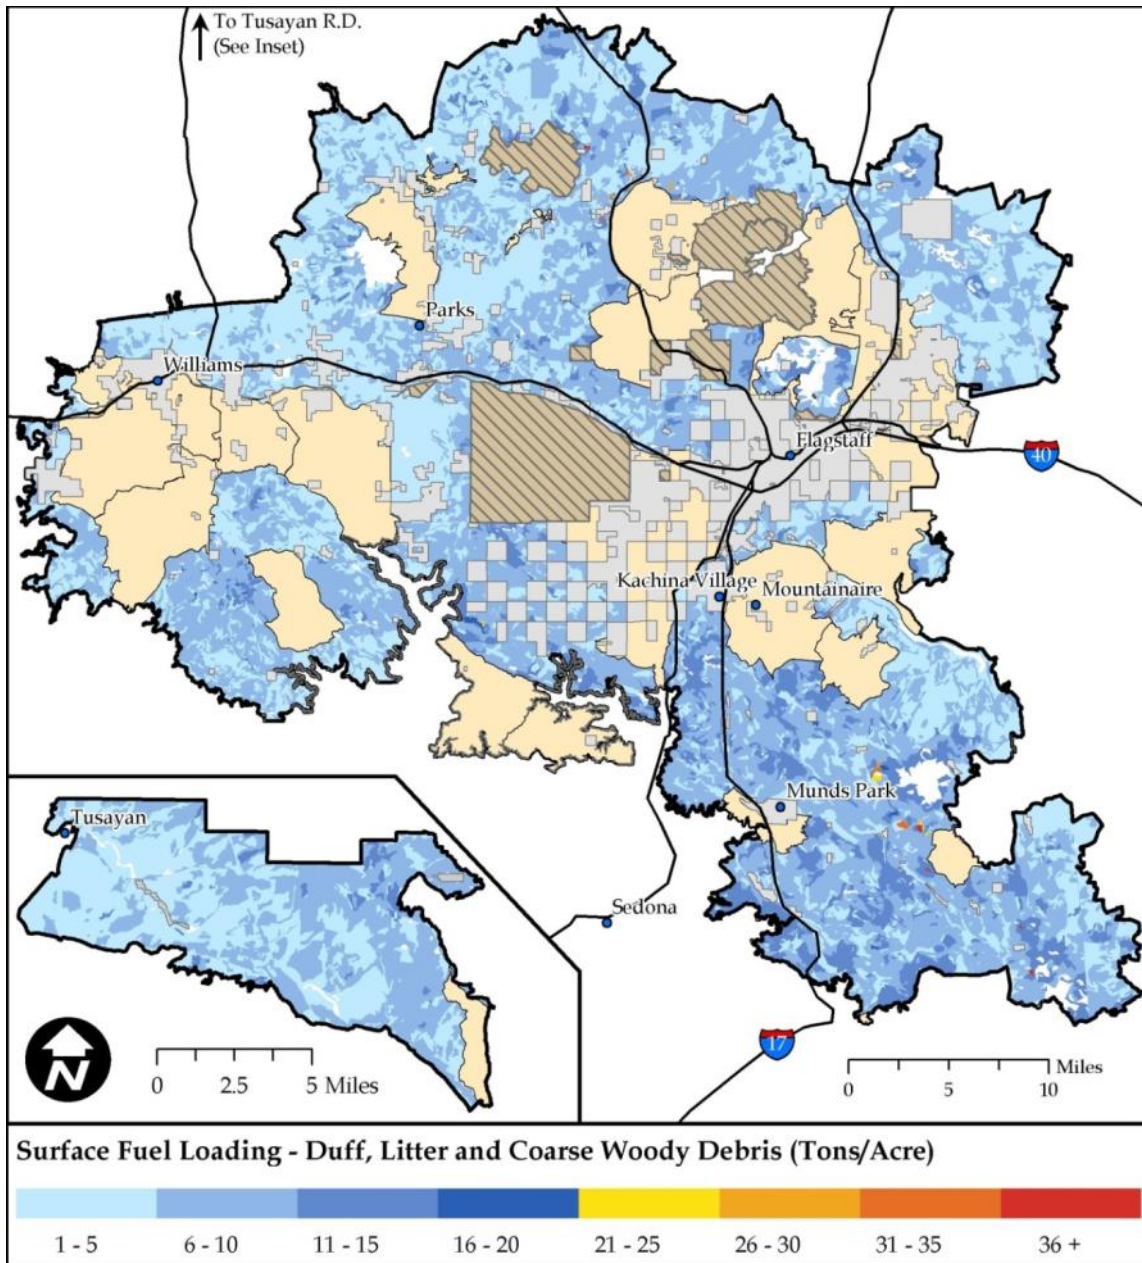 To Tusayan R.D.
(See Inset)
Parks
Williams
Flagstaff
40
Kachina Village
Mountainaire
Munds Park
Tusayan
Sedona
N
0 2.5 5 Miles
17
Miles
0 5 10
Surface Fuel Loading - Duff, Litter and Coarse Woody Debris (Tons/Acre)
1 - 5 6 - 10 11 - 15 16 - 20 21 - 25 26 - 30 31 - 35 36 +